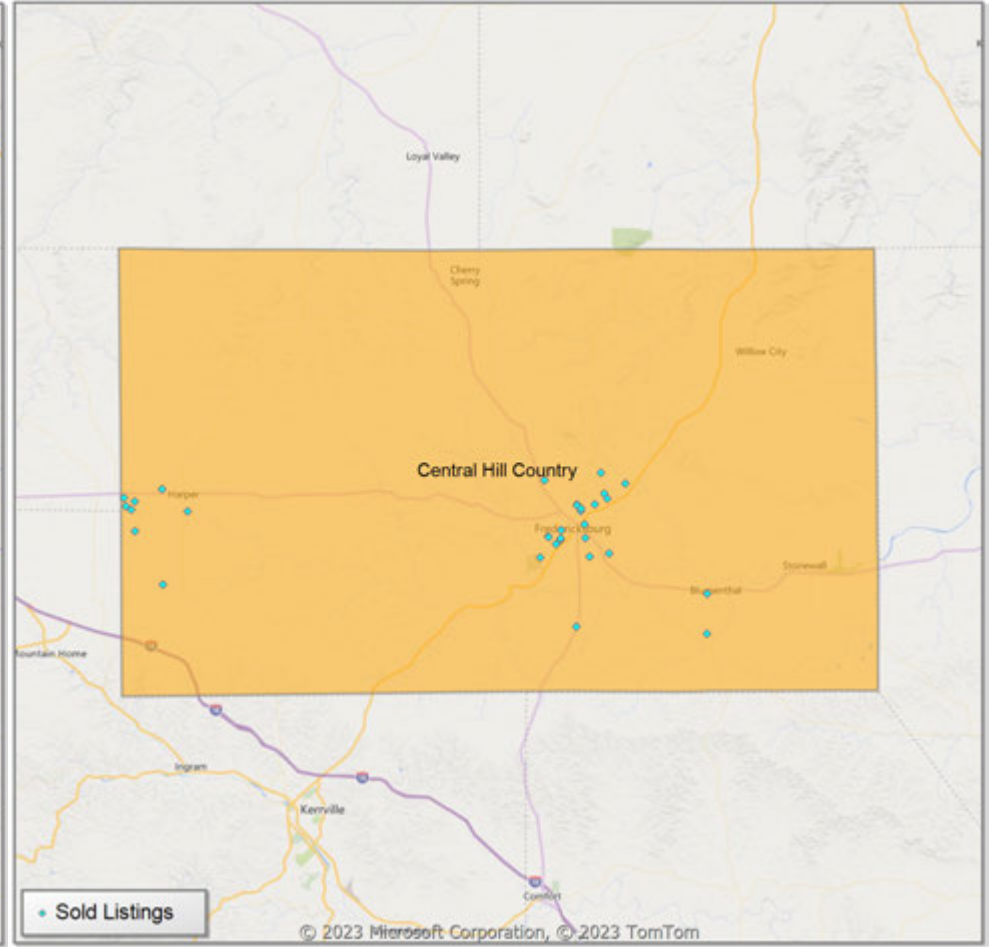 Loyal Valley
Cherry
Spring
Willow City
Central Hill Country
Harper
Fredericksburg
Stonewall
Blumenthal
Mountain Home
Ingram
Kerrville
Comfort
Sold Listings
© 2023 Microsoft Corporation, © 2023 TomTom